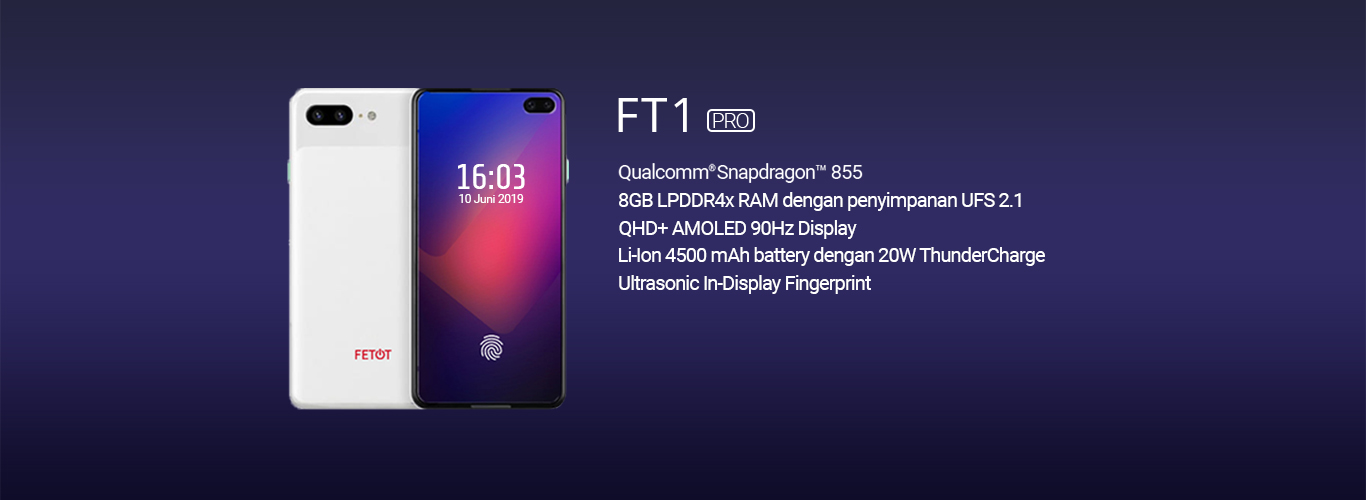 FT1 PRO
Qualcomm® Snapdragon™ 855
8GB LPDDR4x RAM dengan penyimpanan UFS 2.1
QHD+ AMOLED 90Hz Display
Li-Ion 4500 mAh battery dengan 20W ThunderCharge
Ultrasonic In-Display Fingerprint
16:03
10 Juni 2019
FETOT